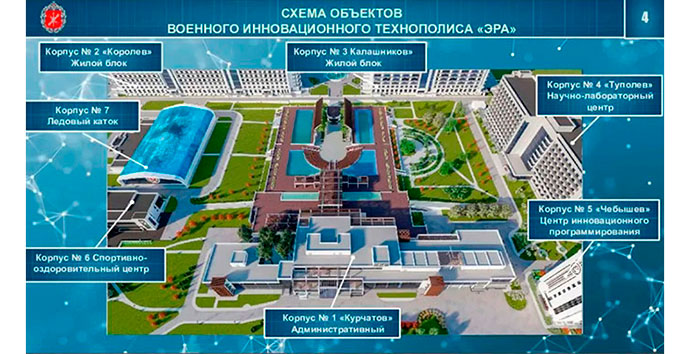 СХЕМА ОБЪЕКТОВ
ВОЕННОГО ИННОВАЦИОННОГО ТЕХНОПОЛИСА «ЭРА»
4
Корпус № 2 «Королев»
Жилой блок
Корпус № 3 Калашников»
Жилой блок
Корпус № 4 «Туполев»
Научно-лабораторный
центр
Корпус № 7
Ледовый каток
Корпус № 5 «Чебышев»
Центр инновационного
программирования
Корпус № 6 Спортивно-
оздоровительный центр
Корпус № 1 «Курчатов»
Административный